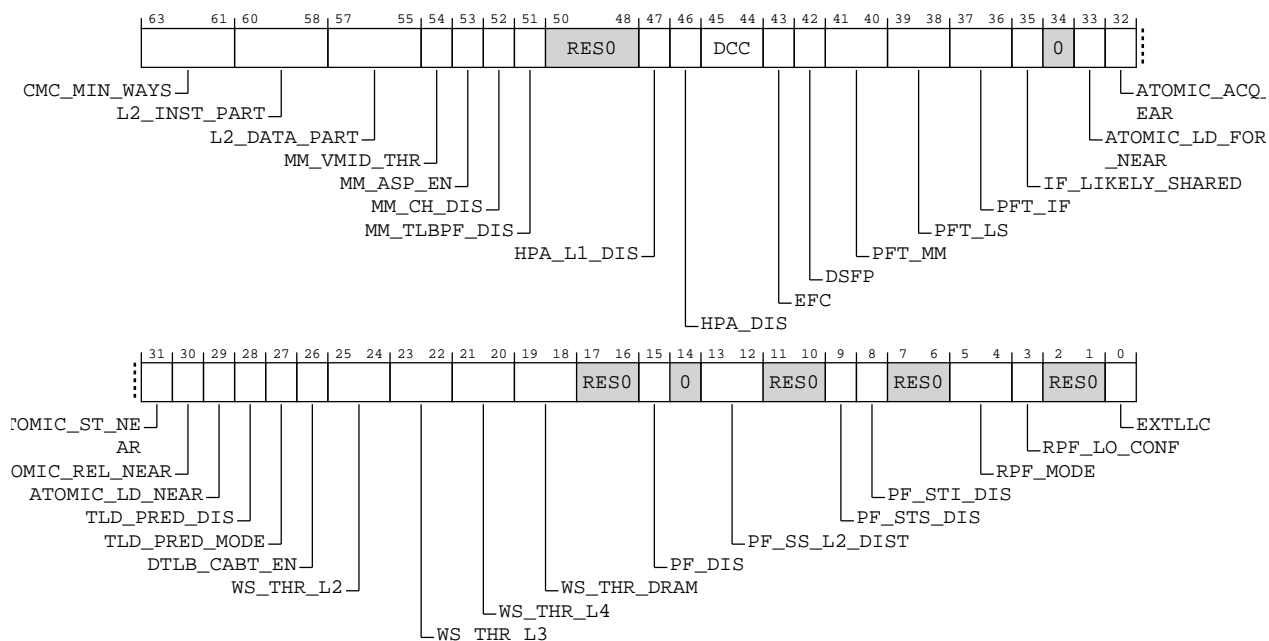 63 61 60 58 57 55 54 53 52 51 50 48 47 46 45 44 43 42 41 40 39 38 37 36 35 34 33 32
RES0 DCC 0
CMC_MIN_WAYS ATOMIC_ACQ_
L2_INST_PART EAR
L2_DATA_PART ATOMIC_LD_FOR
MM_VMID_THR _NEAR
MM_ASP_EN IF_LIKELY_SHARED
MM_CH_DIS PFT_IF
MM_TLBPF_DIS PFT_LS
HPA_L1_DIS PFT_MM
DSFP
EFC
HPA_DIS
31 30 29 28 27 26 25 24 23 22 21 20 19 18 17 16 15 14 13 12 11 10 9 8 7 6 5 4 3 2 1 0
RES0 0 RES0 RES0 RES0
TOMIC_ST_NE EXTLLC
AR RPF_LO_CONF
OMIC_REL_NEAR RPF_MODE
ATOMIC_LD_NEAR PF_STI_DIS
TLD_PRED_DIS PF_STS_DIS
TLD_PRED_MODE PF_SS_L2_DIST
DTLB_CABT_EN PF_DIS
WS_THR_L2 WS_THR_DRAM
WS_THR_L4
WS_THR_L3